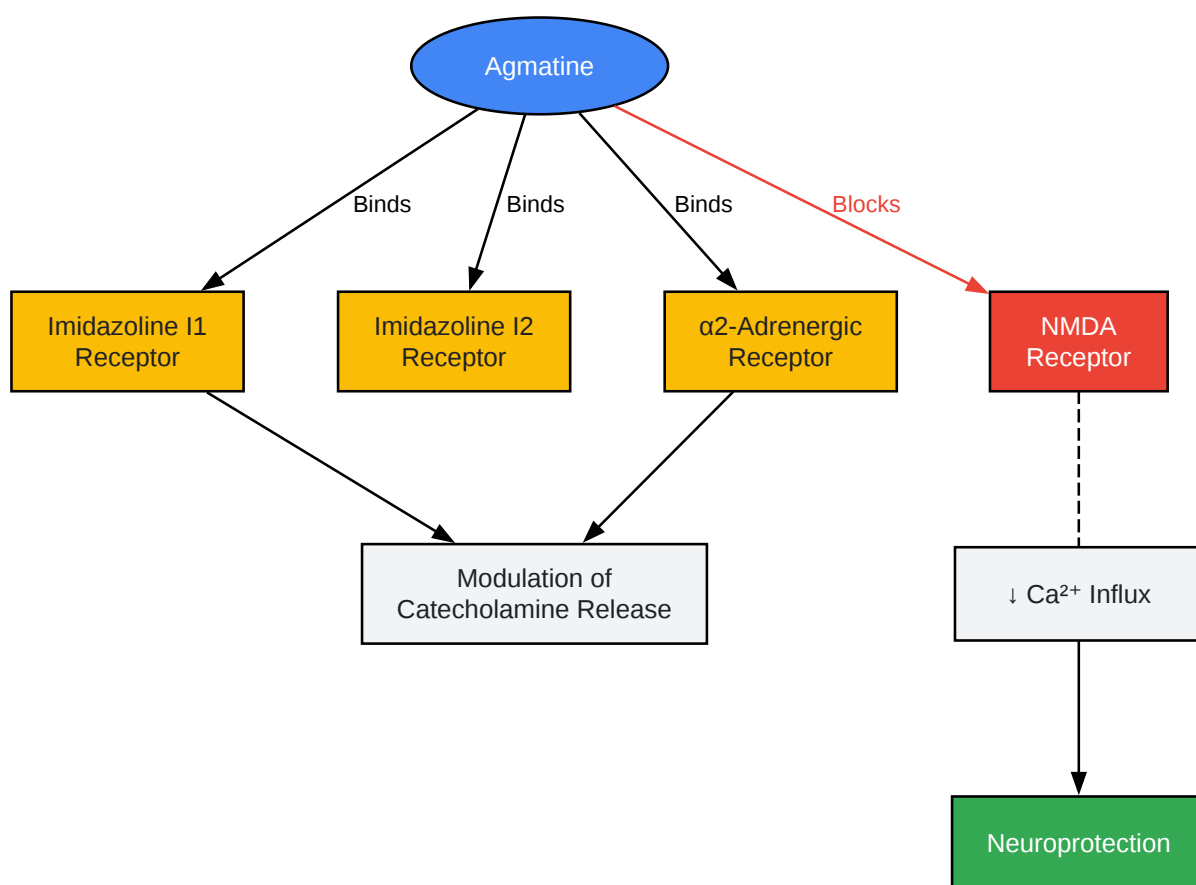 Agmatine
Binds
Binds
Binds
Blocks
Imidazoline I1
Receptor
Imidazoline I2
Receptor
α2-Adrenergic
Receptor
NMDA
Receptor
Modulation of
Catecholamine Release
↓ Ca²⁺ Influx
Neuroprotection